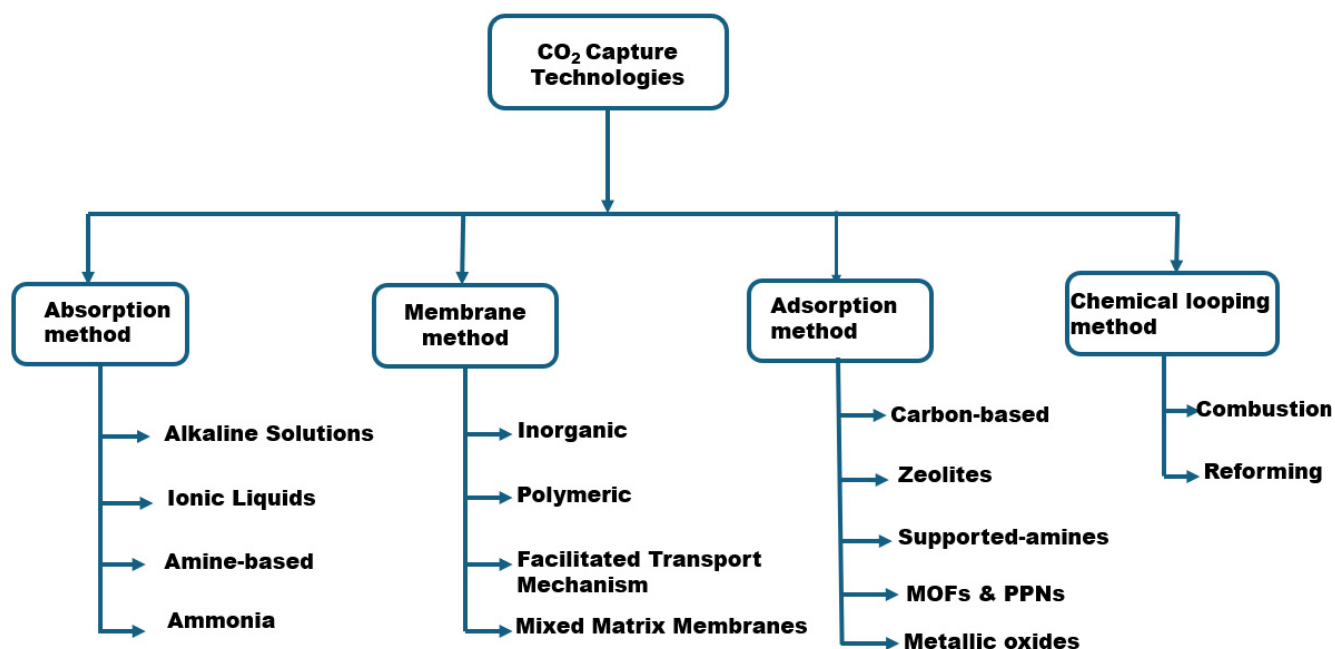 CO₂ Capture
Technologies
Absorption
method
Alkaline Solutions
Ionic Liquids
Amine-based
Ammonia
Membrane
method
Inorganic
Polymeric
Facilitated Transport
Mechanism
Mixed Matrix Membranes
Adsorption
method
Carbon-based
Zeolites
Supported-amines
MOFs & PPNs
Metallic oxides
Chemical looping
method
Combustion
Reforming